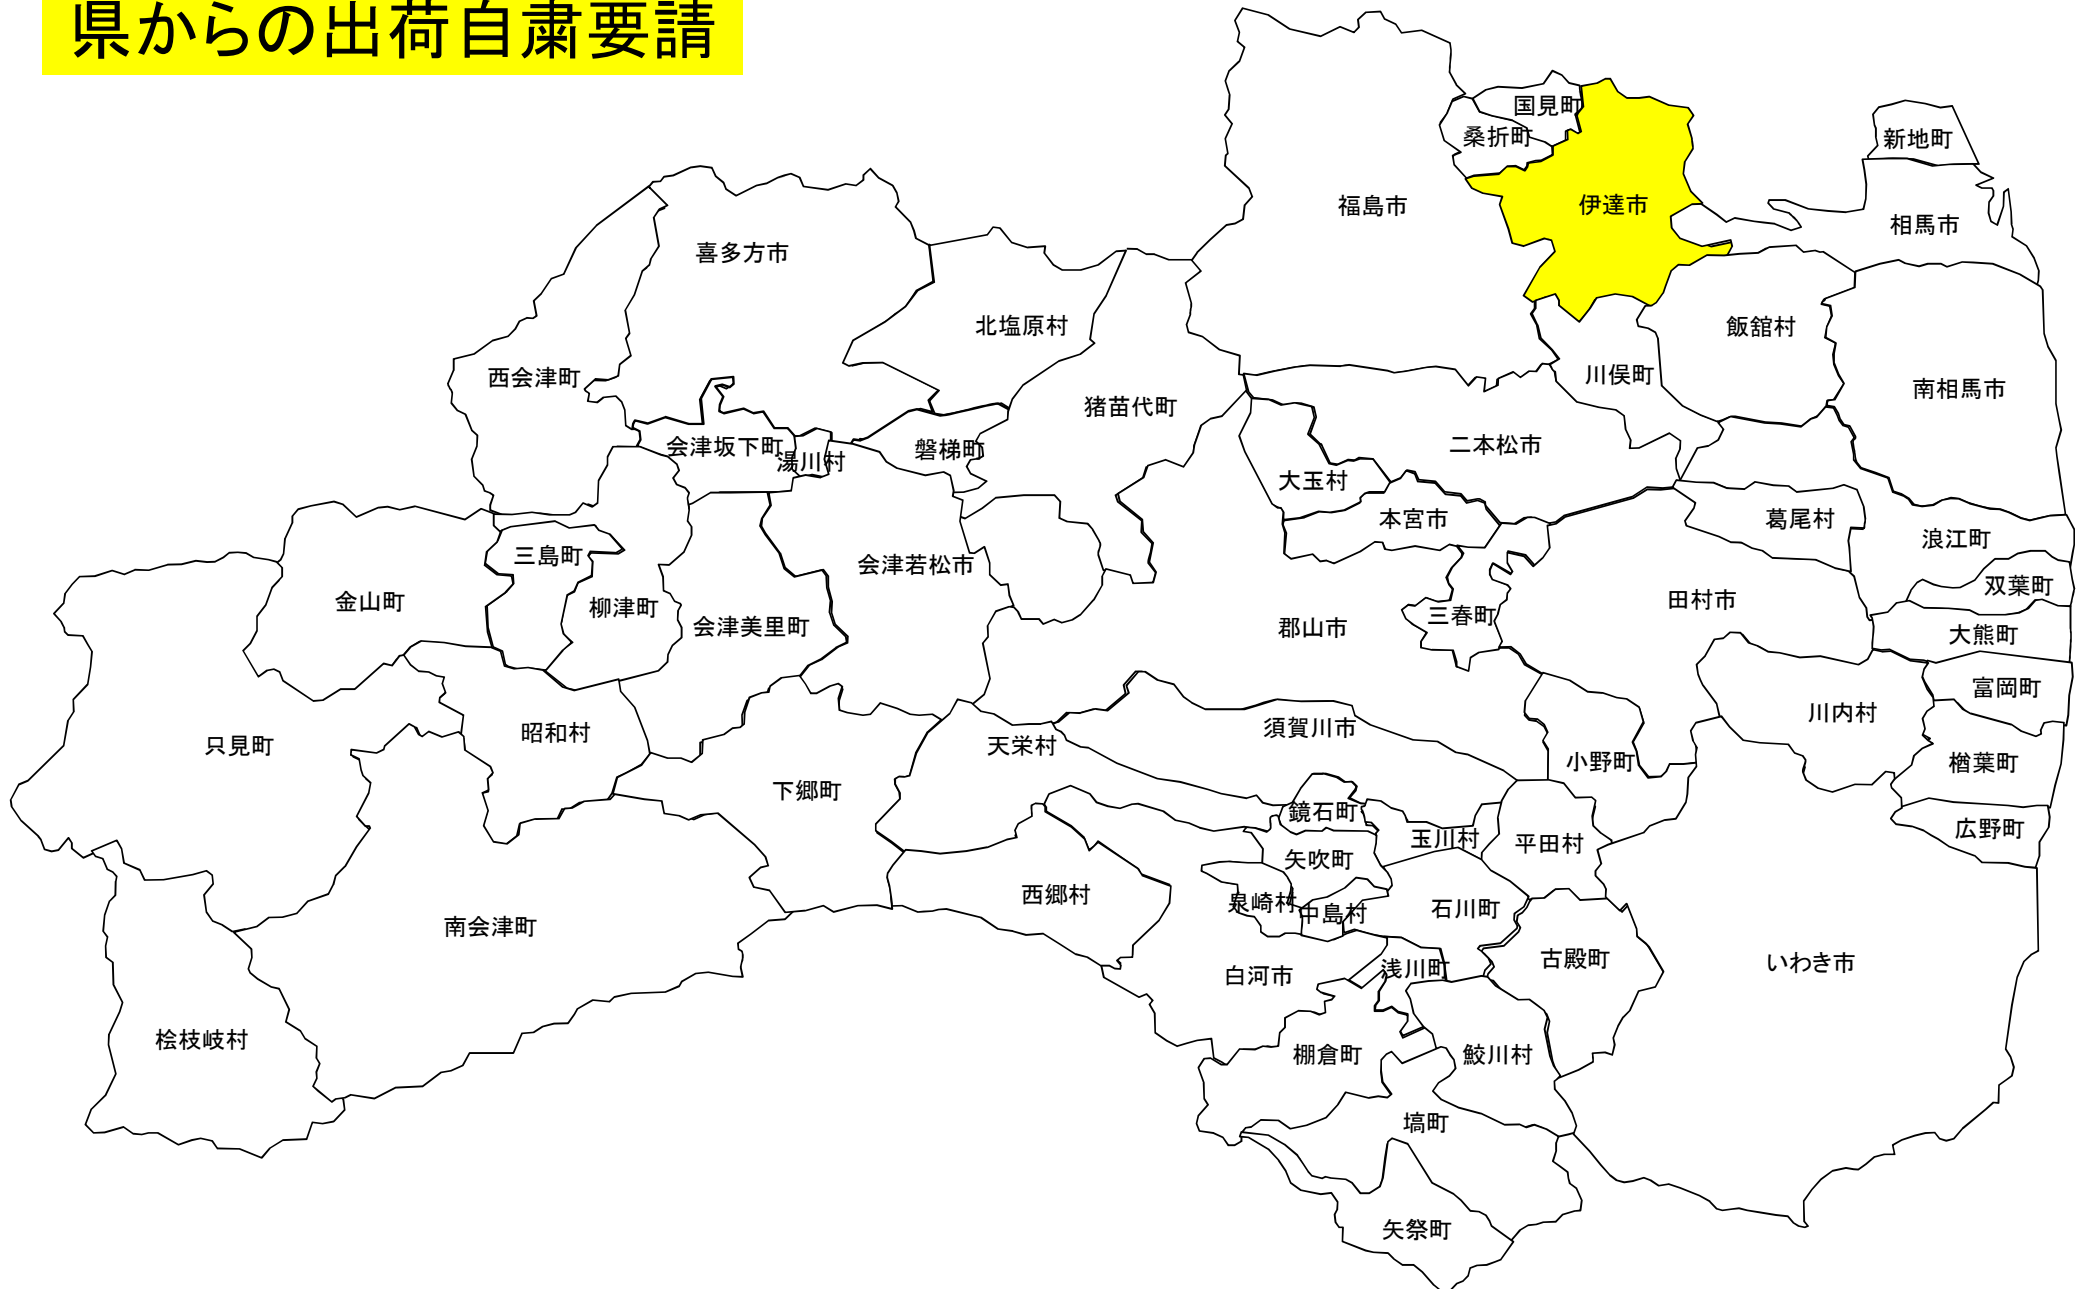 県からの出荷自粛要請
国見町
桑折町
新地町
伊達市
福島市
相馬市
喜多方市
北塩原村
飯舘村
西会津町
川俣町
南相馬市
猪苗代町
会津坂下町
湯川村
磐梯町
二本松市
大玉村
本宮市
葛尾村
浪江町
三島町
会津若松市
双葉町
金山町
柳津町
会津美里町
郡山市
三春町
田村市
大熊町
富岡町
川内村
只見町
昭和村
天栄村
須賀川市
小野町
楢葉町
下郷町
鏡石町
玉川村
平田村
広野町
矢吹町
西郷村
泉崎村
中島村
石川町
南会津町
白河市
浅川町
古殿町
いわき市
桧枝岐村
棚倉町
鮫川村
塙町
矢祭町